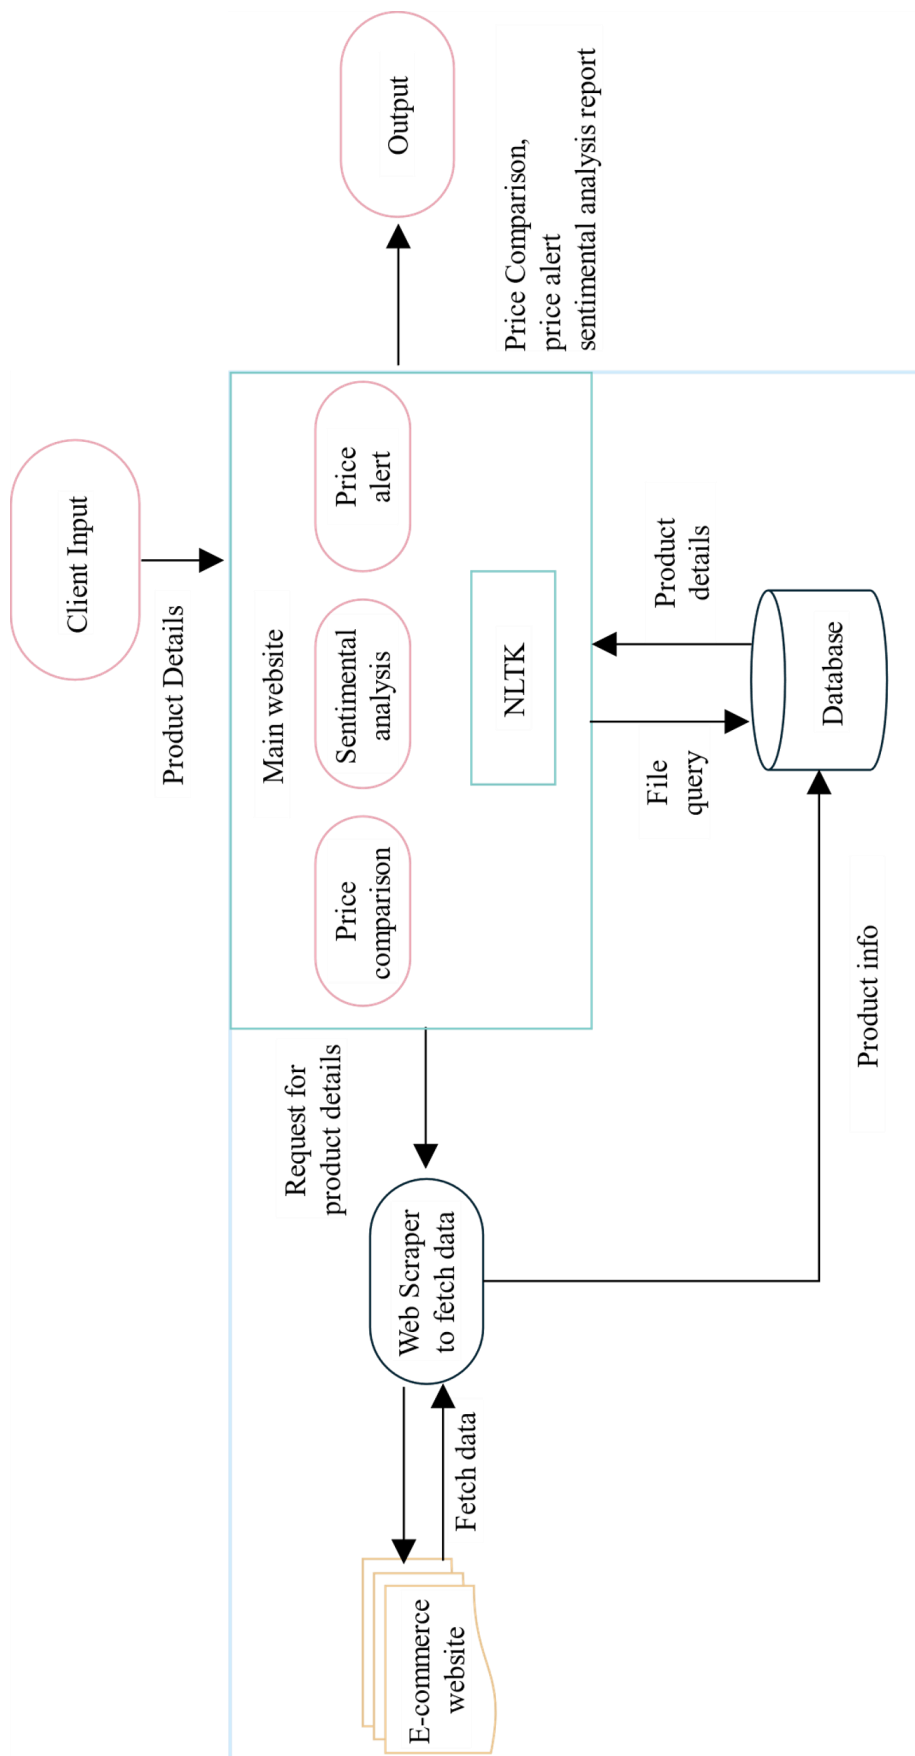 Client Input
Product Details
Main website
Price
comparison
Sentimental
analysis
Price
alert
NLTK
Output
Price Comparison,
price alert
sentimental analysis report
Request for
product details
Web Scraper
to fetch data
Fetch data
E-commerce
website
File
query
Product
details
Database
Product info